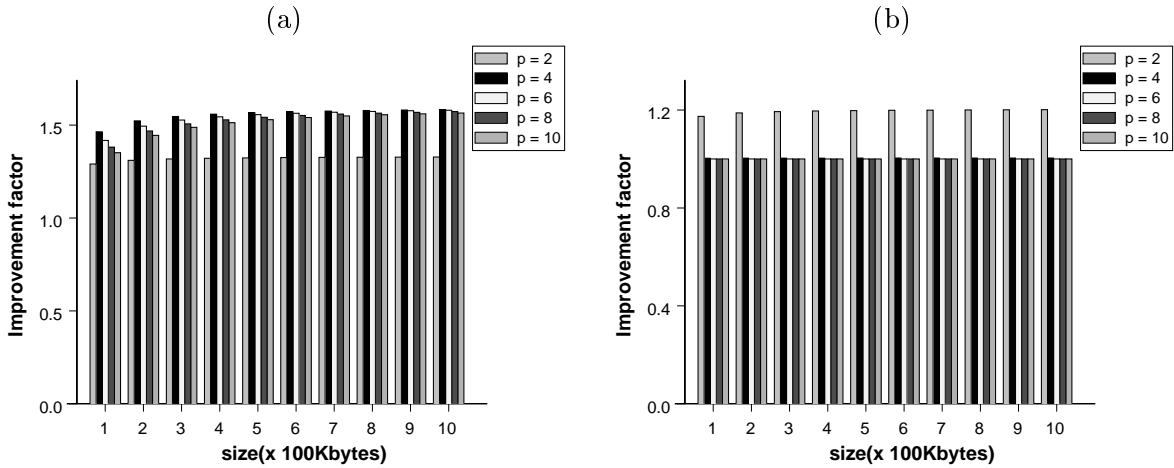 (a)
p = 2
p = 4
p = 6
p = 8
p = 10
1.5
1.0
0.5
0.0
Improvement factor
1 2 3 4 5 6 7 8 9 10
size(x 100Kbytes)
(b)
p = 2
p = 4
p = 6
p = 8
p = 10
1.2
0.8
0.4
0.0
Improvement factor
1 2 3 4 5 6 7 8 9 10
size(x 100Kbytes)